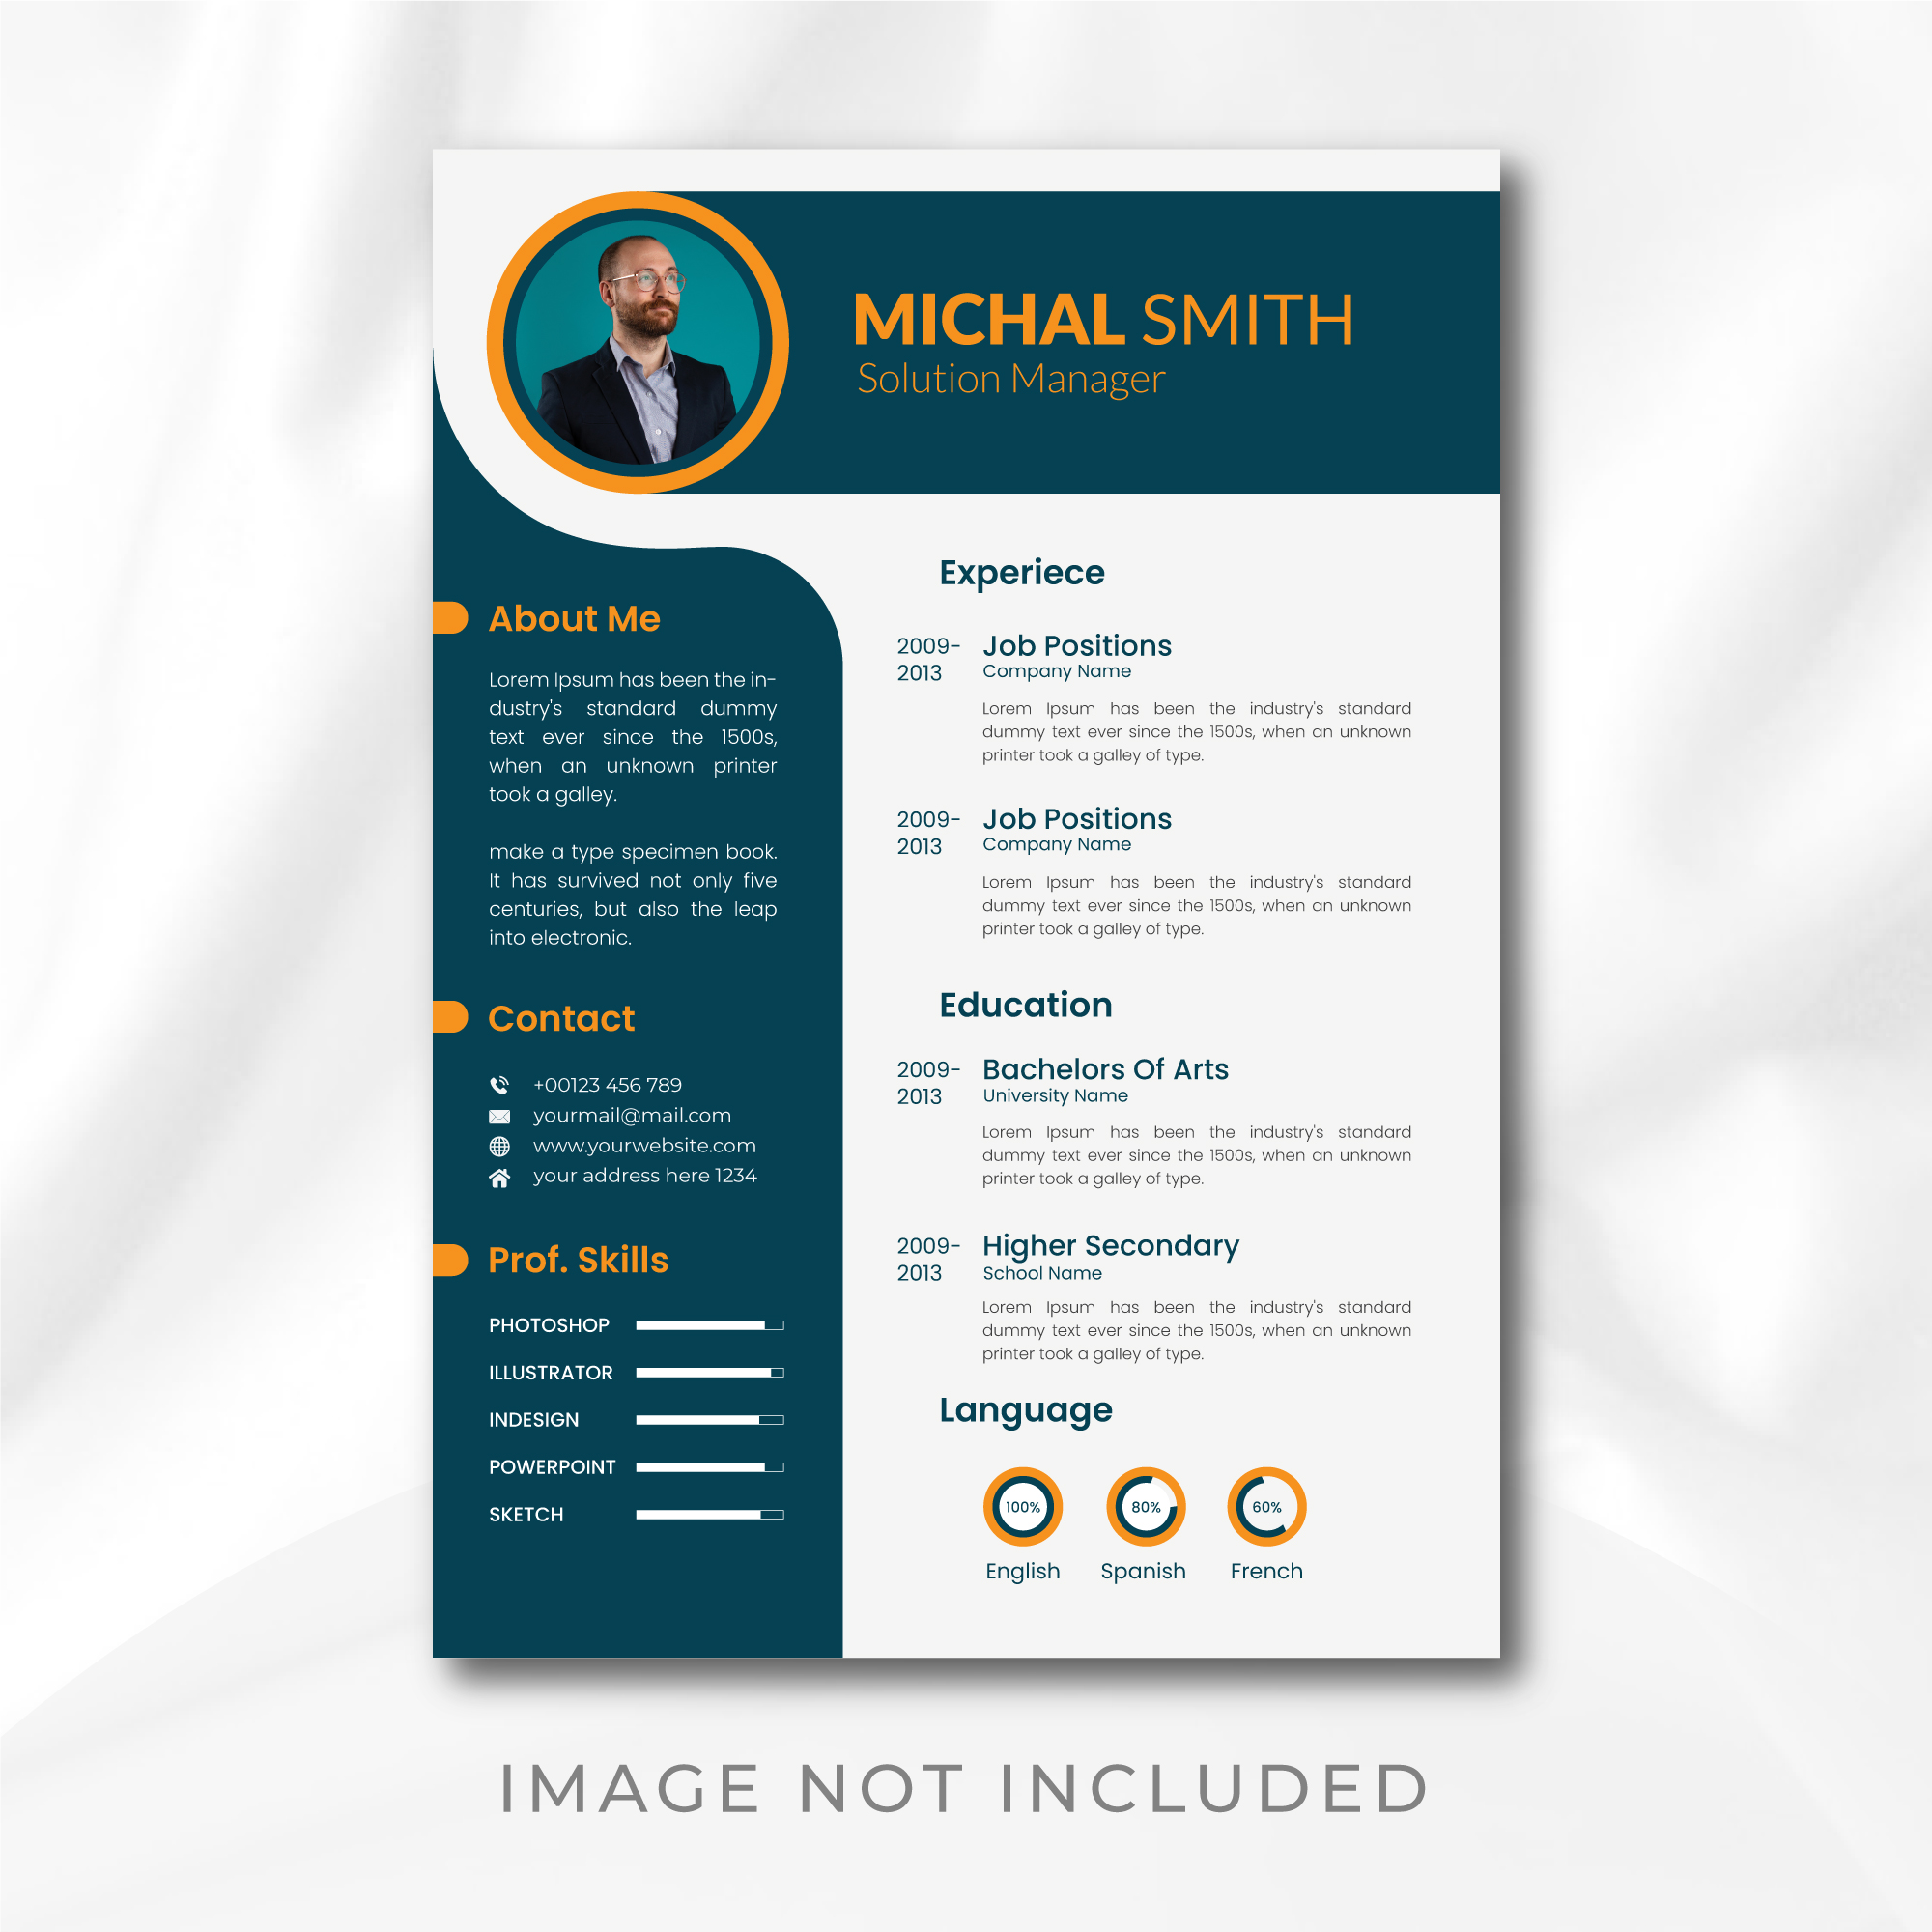 MICHAL SMITH
Solution Manager
About Me
Lorem Ipsum has been the in-
dustry's standard dummy
text ever since the 1500s,
when an unknown printer
took a galley.
make a type specimen book.
It has survived not only five
centuries, but also the leap
into electronic.
Contact
+00123 456 789
yourmail@mail.com
www.yourwebsite.com
your address here 1234
Prof. Skills
PHOTOSHOP
ILLUSTRATOR
INDESIGN
POWERPOINT
SKETCH
Experiece
2009-
2013
Job Positions
Company Name
Lorem Ipsum has been the industry's standard
dummy text ever since the 1500s, when an unknown
printer took a galley of type.
2009-
2013
Job Positions
Company Name
Lorem Ipsum has been the industry's standard
dummy text ever since the 1500s, when an unknown
printer took a galley of type.
Education
2009-
2013
Bachelors Of Arts
University Name
Lorem Ipsum has been the industry's standard
dummy text ever since the 1500s, when an unknown
printer took a galley of type.
2009-
2013
Higher Secondary
School Name
Lorem Ipsum has been the industry's standard
dummy text ever since the 1500s, when an unknown
printer took a galley of type.
Language
100% 80% 60%
English Spanish French
IMAGE NOT INCLUDED